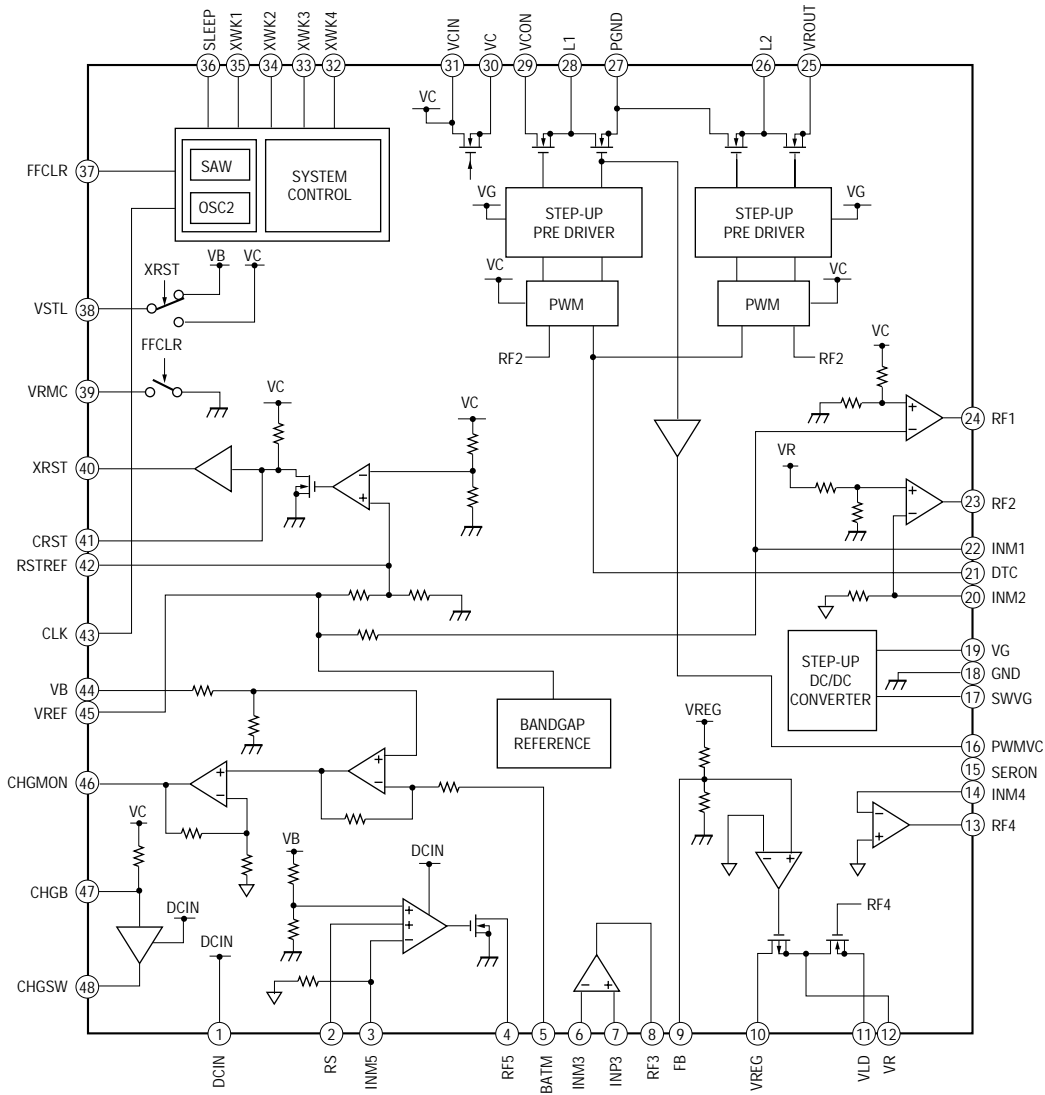 SLEEP
XWK1
XWK2
XWK3
XWK4
VCIN
VC
VCON
L1
PGND
L2
VROUT
36
35
34
33
32
31
30
29
28
27
26
25
VC
SAW
OSC2
SYSTEM
CONTROL
FFCLR
37
VG
STEP-UP
PRE DRIVER
STEP-UP
PRE DRIVER
VG
VB
VC
XRST
VC
PWM
PWM
VC
VSTL
38
FFCLR
RF2
RF2
VC
VRMC
39
VC
VC
+
−
24
RF1
XRST
40
−
+
VR
+
−
23
RF2
CRST
41
RSTREF
42
22
INM1
21
DTC
20
INM2
CLK
43
VB
44
VREF
45
BANDGAP
REFERENCE
STEP-UP
DC/DC
CONVERTER
19
VG
18
GND
17
SWVG
VREG
16
PWMVC
15
SERON
14
INM4
CHGMON
46
+
−
+
−
−
+
13
RF4
VC
VB
DCIN
−
+
CHGB
47
DCIN
DCIN
+
+
−
RF4
−
+
CHGSW
48
1
2
3
4
5
6
7
8
9
10
11
12
DCIN
RS
INM5
RF5
BATM
INM3
INP3
RF3
FB
VREG
VLD
VR